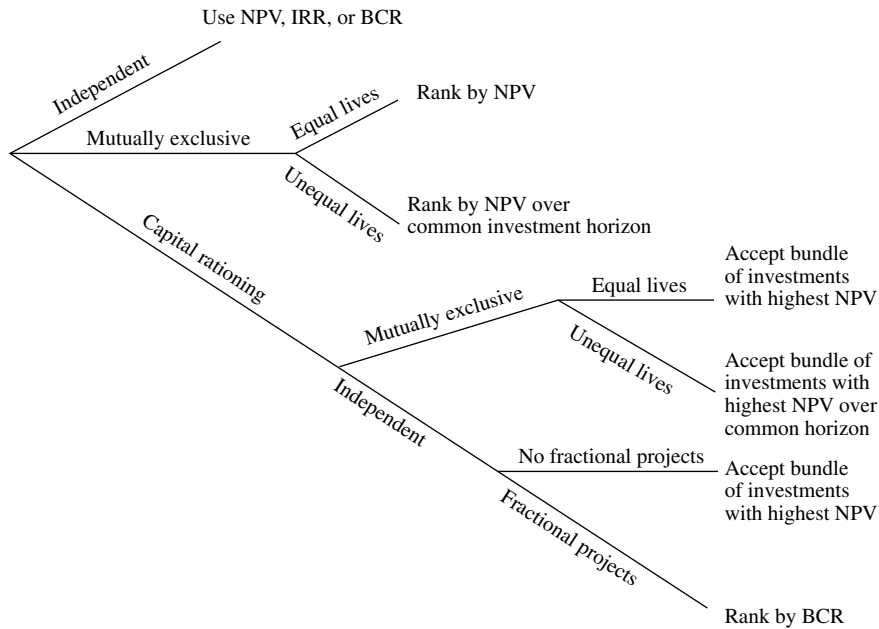 Use NPV, IRR, or BCR
Independent
Equal lives
Rank by NPV
Mutually exclusive
Unequal lives
Rank by NPV over
common investment horizon
Capital rationing
Accept bundle
of investments
with highest NPV
Equal lives
Mutually exclusive
Unequal lives
Accept bundle of
investments with
highest NPV over
common horizon
Independent
No fractional projects
Accept bundle
of investments
with highest NPV
Fractional projects
Rank by BCR